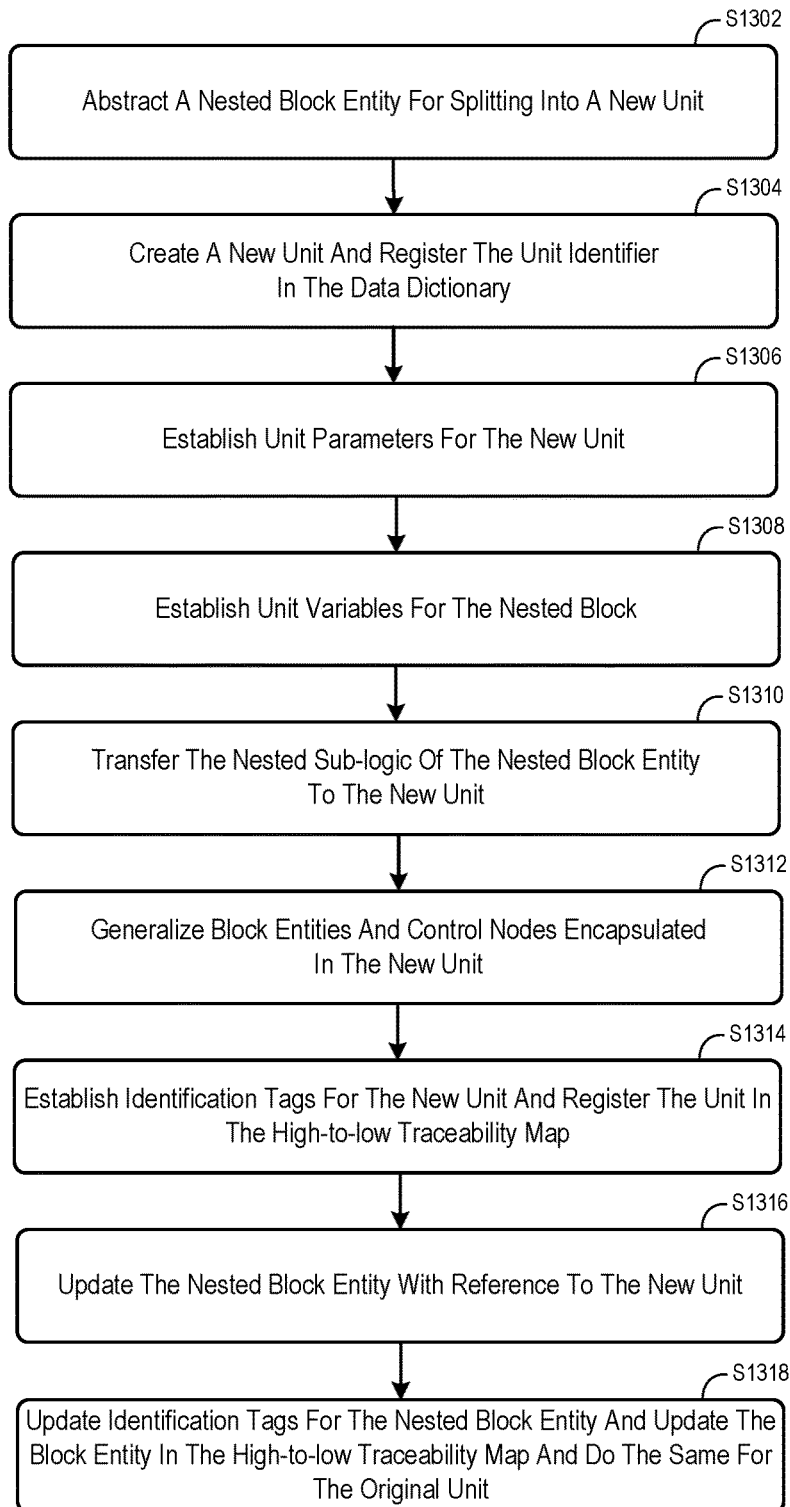 S1302
Abstract A Nested Block Entity For Splitting Into A New Unit
S1304
Create A New Unit And Register The Unit Identifier
In The Data Dictionary
S1306
Establish Unit Parameters For The New Unit
S1308
Establish Unit Variables For The Nested Block
S1310
Transfer The Nested Sub-logic Of The Nested Block Entity
To The New Unit
S1312
Generalize Block Entities And Control Nodes Encapsulated
In The New Unit
S1314
Establish Identification Tags For The New Unit And Register The Unit In
The High-to-low Traceability Map
S1316
Update The Nested Block Entity With Reference To The New Unit
S1318
Update Identification Tags For The Nested Block Entity And Update The
Block Entity In The High-to-low Traceability Map And Do The Same For
The Original Unit